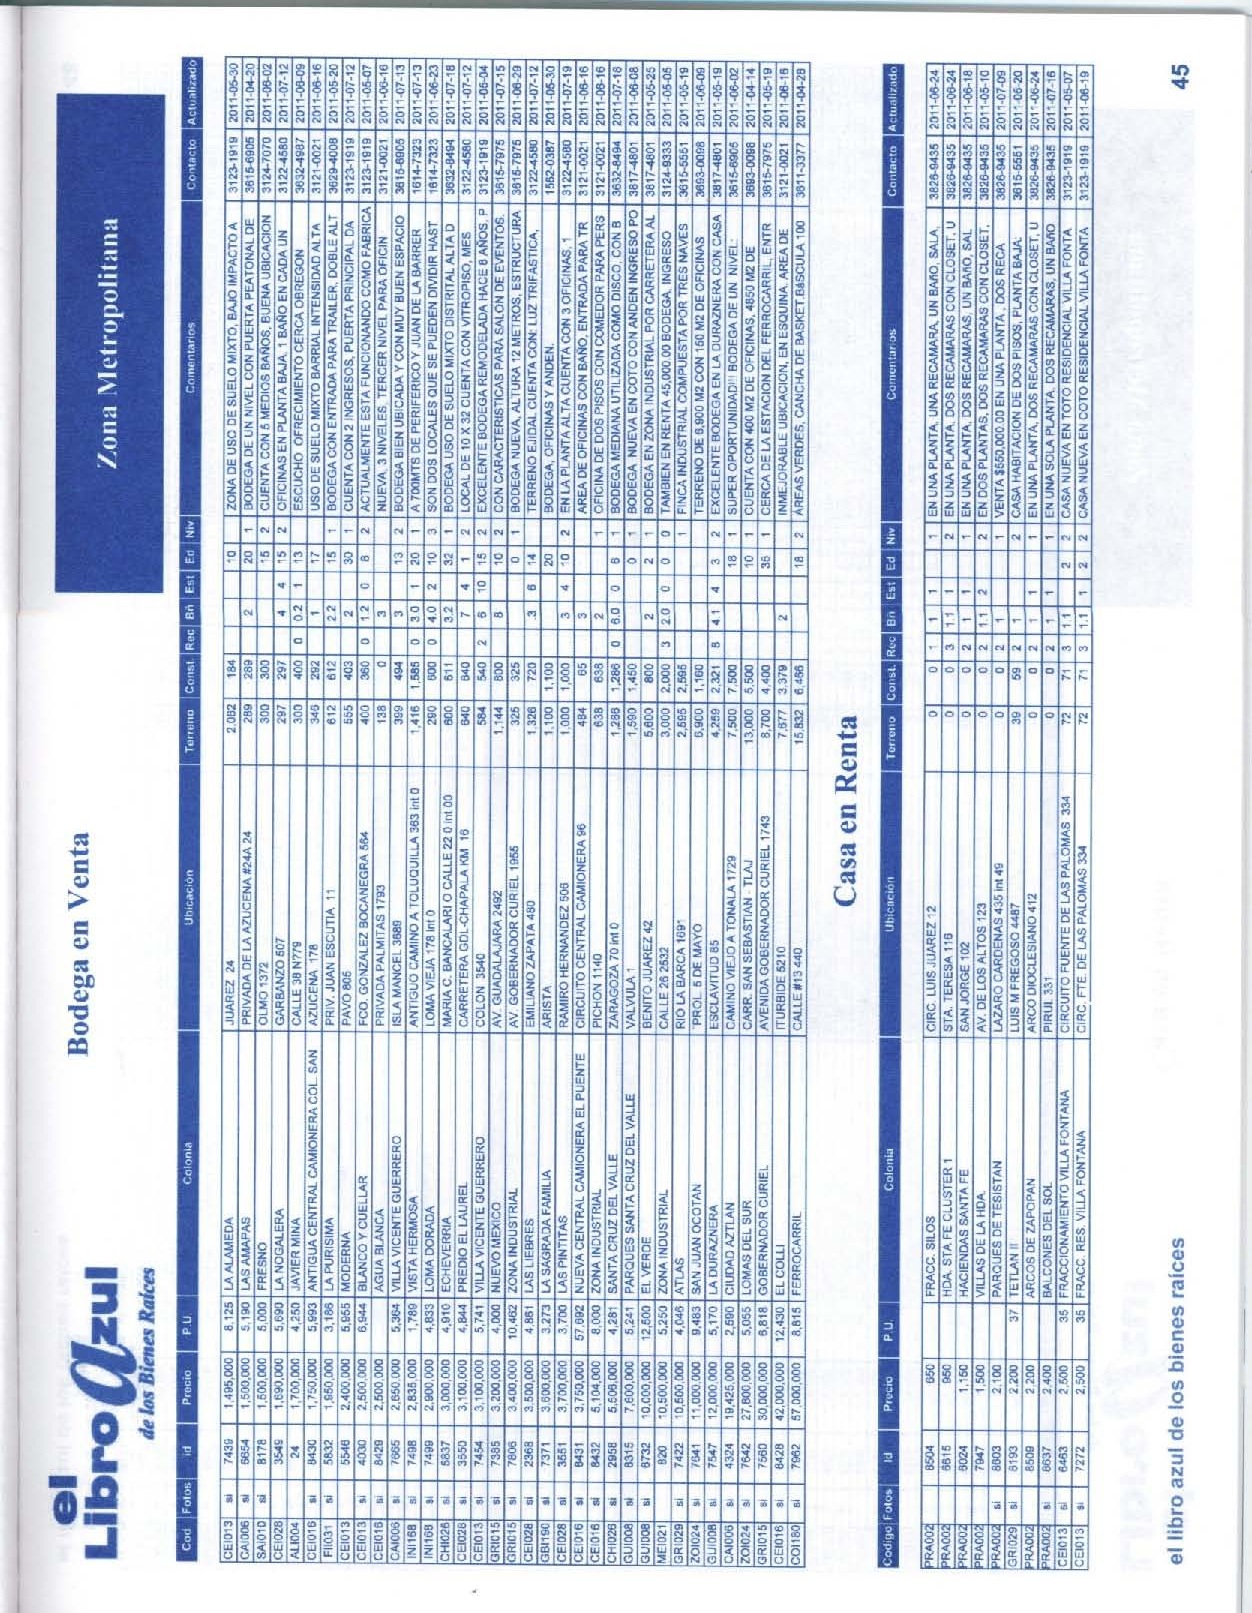 el
Libro Azul
de los Bienes Raíces
Bodega en Venta
Zona Metropolitana
Cod Fotos id Precio P.U. Colonia Ubicación Terreno Const. Rec Bñ Est Ed Niv Comentarios Contacto Actualizado
CEI013 si 7439 1,495,000 8,125 LA ALAMEDA JUAREZ 24 2,082 184 10 ZONA DE USO DE SUELO MIXTO, BAJO IMPACTO A 3123-1919 2011-05-30
CAI006 si 6654 1,500,000 5,190 LAS AMAPAS PRIVADA DE LA AZUCENA #24A 24 289 289 2 20 1 BODEGA DE UN NIVEL CON PUERTA PEATONAL DE 3615-6905 2011-04-20
SAI010 si 8178 1,500,000 5,000 FRESNO OLMO 1372 300 300 15 2 CUENTA CON 5 MEDIOS BAÑOS, BUENA UBICACION 3124-7070 2011-06-02
CEI028 3549 1,690,000 5,690 LA NOGALERA GARBANZO 507 297 297 4 4 15 2 OFICINAS EN PLANTA BAJA, 1 BAÑO EN CADA UN 3122-4580 2011-07-12
ALI004 24 1,700,000 4,250 JAVIER MINA CALLE 38 N?79 300 400 0 0.2 1 13 ESCUCHO OFRECIMIENTO CERCA OBREGON 3632-4987 2011-06-09
CEI016 si 8430 1,750,000 5,993 ANTIGUA CENTRAL CAMIONERA COL. SAN AZUCENA 178 346 292 1 17 USO DE SUELO MIXTO BARRIAL INTENSIDAD ALTA 3121-0021 2011-06-16
FII031 si 5832 1,950,000 3,186 LA PURISIMA PRIV. JUAN ESCUTIA 11 612 612 2.2 15 1 BODEGA CON ENTRADA PARA TRAILER, DOBLE ALT 3629-4008 2011-05-20
CEI013 si 5546 2,400,000 5,955 MODERNA PAVO 805 555 403 2 30 1 CUENTA CON 2 INGRESOS, PUERTA PRINCIPAL DA 3123-1919 2011-07-12
CEI013 si 4030 2,500,000 6,944 BLANCO Y CUELLAR FCO. GONZALEZ BOCANEGRA 564 400 360 0 1.2 0 8 2 ACTUALMENTE ESTA FUNCIONANDO COMO FABRICA 3123-1919 2011-05-07
CEI016 si 8429 2,500,000 AGUA BLANCA PRIVADA PALMITAS 1793 138 0 3 NUEVA, 3 NIVELES, TERCER NIVEL PARA OFICIN 3121-0021 2011-06-16
CAI006 si 7665 2,650,000 5,364 VILLA VICENTE GUERRERO ISLA MANCEL 3689 399 494 3 13 2 BODEGA BIEN UBICADA Y CON MUY BUEN ESPACIO 3615-6905 2011-07-13
INI168 si 7498 2,835,000 1,789 VISTA HERMOSA ANTIGUO CAMINO A TOLUQUILLA 363 int 0 1,416 1,585 0 3.0 1 20 1 A 700MTS DE PERIFERICO Y JUAN DE LA BARRER 1614-7323 2011-07-13
INI168 si 7499 2,900,000 4,833 LOMA DORADA LOMA VIEJA 178 int 0 290 600 0 4.0 2 10 3 SON DOS LOCALES QUE SE PUEDEN DIVIDIR HAST 1614-7323 2011-06-23
CHI026 si 5837 3,000,000 4,910 ECHEVERRIA MARIA C. BANCALARI O CALLE 22 0 int 00 600 611 3.2 32 1 BODEGA USO DE SUELO MIXTO DISTRITAL ALTA D 3632-8494 2011-07-18
CEI028 si 3550 3,100,000 4,844 PREDIO EL LAUREL CARRETERA GDL-CHAPALA KM 16 640 640 7 4 1 2 LOCAL DE 10 X 32 CUENTA CON VITROPISO, MES 3122-4580 2011-07-12
CEI013 si 7454 3,100,000 5,741 VILLA VICENTE GUERRERO COLON 3540 584 540 2 6 10 15 2 EXCELENTE BODEGA REMODELADA HACE 6 AÑOS, P 3123-1919 2011-05-04
GRI015 si 7385 3,200,000 4,000 NUEVO MEXICO AV. GUADALAJARA 2492 1,144 800 8 10 2 CON CARACTERISTICAS PARA SALON DE EVENTOS. 3615-7975 2011-07-15
GRI015 si 7806 3,400,000 10,462 ZONA INDUSTRIAL AV. GOBERNADOR CURIEL 1955 325 325 0 1 BODEGA NUEVA, ALTURA 12 METROS, ESTRUCTURA 3615-7975 2011-06-29
CEI028 si 2368 3,500,000 4,861 LAS LIEBRES EMILIANO ZAPATA 480 1,326 720 .3 6 14 TERRENO EJIDAL CUENTA CON: LUZ TRIFASTICA, 3122-4580 2011-07-12
GBI190 si 7371 3,600,000 3,273 LA SAGRADA FAMILIA ARISTA 1,100 1,100 20 BODEGA, OFICINAS Y ANDEN. 1562-0387 2011-05-30
CEI028 si 3551 3,700,000 3,700 LAS PINTITAS RAMIRO HERNANDEZ 506 1,000 1,000 3 4 10 2 EN LA PLANTA ALTA CUENTA CON 3 OFICINAS, 1 3122-4580 2011-07-19
CEI016 si 8431 3,750,000 57,692 NUEVA CENTRAL CAMIONERA EL PUENTE CIRCUITO CENTRAL CAMIONERA 96 484 65 3 AREA DE OFICINAS CON BAÑO, ENTRADA PARA TR 3121-0021 2011-06-16
CEI016 si 8432 5,104,000 8,000 ZONA INDUSTRIAL PICHON 1140 638 638 2 1 OFICINA DE DOS PISOS CON COMEDOR PARA PERS 3121-0021 2011-06-16
CHI026 si 2958 5,506,000 4,281 SANTA CRUZ DEL VALLE ZARAGOZA 70 int 0 1,286 1,286 0 6.0 0 6 1 BODEGA MEDIANA UTILIZADA COMO DISCO, CON B 3632-8494 2011-07-18
GUI008 si 8315 7,600,000 5,241 PARQUES SANTA CRUZ DEL VALLE VALVULA 1 1,590 1,450 0 1 BODEGA NUEVA EN COTO CON ANDEN INGRESO PO 3817-4801 2011-06-08
GUI008 si 8732 10,000,000 12,500 EL VERDE BENITO JUAREZ 42 5,600 800 2 2 1 BODEGA EN ZONA INDUSTRIAL POR CARRETERA AL 3817-4801 2011-05-25
MEI021 si 820 10,500,000 5,250 ZONA INDUSTRIAL CALLE 26 2632 3,000 2,000 3 2.0 0 0 0 TAMBIEN EN RENTA 45,000.00 BODEGA, INGRESO 3124-9333 2011-05-05
GRI029 si 7422 10,500,000 4,046 ATLAS RIO LA BARCA 1691 2,595 2,595 1 FINCA INDUSTRIAL COMPUESTA POR TRES NAVES 3615-5551 2011-05-19
ZOI024 si 7641 11,000,000 9,483 SAN JUAN OCOTAN "PROL. 5 DE MAYO 6,900 1,160 TERRENO DE 6,900 M2 CON 150 M2 DE OFICINAS 3693-0098 2011-06-09
GUI008 si 7547 12,000,000 5,170 LA DURAZNERA ESCLAVITUD 85 4,259 2,321 8 4.1 4 3 2 EXCELENTE BODEGA EN LA DURAZNERA CON CASA 3817-4801 2011-05-19
CAI006 si 4324 19,425,000 2,590 CIUDAD AZTLAN CAMINO VIEJO A TONALA 1729 7,500 7,500 18 1 SUPER OPORTUNIDAD!!! BODEGA DE UN NIVEL: 3615-6905 2011-06-02
ZOI024 si 7642 27,800,000 5,055 LOMAS DEL SUR CARR. SAN SEBASTIAN - TLAJ 13,000 5,500 10 1 CUENTA CON 400 M2 DE OFICINAS, 4650 M2 DE 3693-0098 2011-04-14
GRI015 si 7560 30,000,000 6,818 GOBERNADOR CURIEL AVENIDA GOBERNADOR CURIEL 1743 8,700 4,400 35 1 CERCA DE LA ESTACION DEL FERROCARRIL, ENTR 3615-7975 2011-05-19
CEI016 si 8428 42,000,000 12,430 EL COLLI ITURBIDE 5210 7,677 3,379 2 INMEJORABLE UBICACION, EN ESQUINA, AREA DE 3121-0021 2011-06-16
COI180 si 7962 57,000,000 8,815 FERROCARRIL CALLE #13 440 15,832 6,466 18 2 AREAS VERDES, CANCHA DE BASKET,BáSCULA 100 3811-3377 2011-04-28
Casa en Renta
Codigo Fotos Id Precio P.U. Colonia Ubicación Terreno Const. Rec Bñ Est Ed Niv Comentarios Contacto Actualizado
PRA002 8504 850 FRACC. SILOS CIRC. LUIS JUAREZ 12 0 0 1 1 1 1 EN UNA PLANTA, UNA RECAMARA, UN BAÑO, SALA, 3826-9435 2011-06-24
PRA002 6615 950 HDA. STA FE CLUSTER 1 STA. TERESA 116 0 0 3 1.1 1 2 EN UNA PLANTA, DOS RECAMARAS CON CLOSET, U 3826-9435 2011-06-24
PRA002 8024 1,150 HACIENDAS SANTA FE SAN JORGE 102 0 0 2 1 1 1 EN UNA PLANTA, DOS RECAMARAS, UN BAÑO, SAL 3826-9435 2011-06-18
PRA002 7947 1,500 VILLAS DE LA HDA. AV. DE LOS ALTOS 123 0 0 2 1.1 2 2 EN DOS PLANTAS, DOS RECAMARAS CON CLOSET, 3826-9435 2011-05-10
PRA002 si 8603 2,100 PARQUES DE TESISTAN LAZARO CARDENAS 435 int 49 0 0 2 1 1 VENTA $550,000.00 EN UNA PLANTA, DOS RECA 3826-9435 2011-07-09
GRI029 si 8193 2,200 37 TETLAN II LUIS M FREGOSO 4487 39 59 2 1 2 CASA HABITACION DE DOS PISOS, PLANTA BAJA: 3615-5551 2011-05-20
PRA002 8509 2,200 ARCOS DE ZAPOPAN ARCO DIOCLESIANO 412 0 0 2 1 1 1 EN UNA PLANTA, DOS RECAMARAS CON CLOSET, U 3826-9435 2011-06-24
PRA002 si 8637 2,400 BALCONES DEL SOL PIRUL 331 0 0 2 1 1 1 EN UNA SOLA PLANTA, DOS RECAMARAS, UN BAÑO 3826-9435 2011-07-16
CEI013 si 6463 2,500 35 FRACCIONAMIENTO VILLA FONTANA CIRCUITO FUENTE DE LAS PALOMAS 334 72 71 3 1.1 2 2 CASA NUEVA EN TOTO RESIDENCIAL VILLA FONTA 3123-1919 2011-05-07
CEI013 si 7272 2,500 35 FRACC. RES. VILLA FONTANA CIRC. FTE. DE LAS PALOMAS 334 72 71 3 1.1 1 2 2 CASA NUEVA EN COTO RESIDENCIAL VILLA FONTA 3123-1919 2011-06-19
el libro azul de los bienes raíces
45